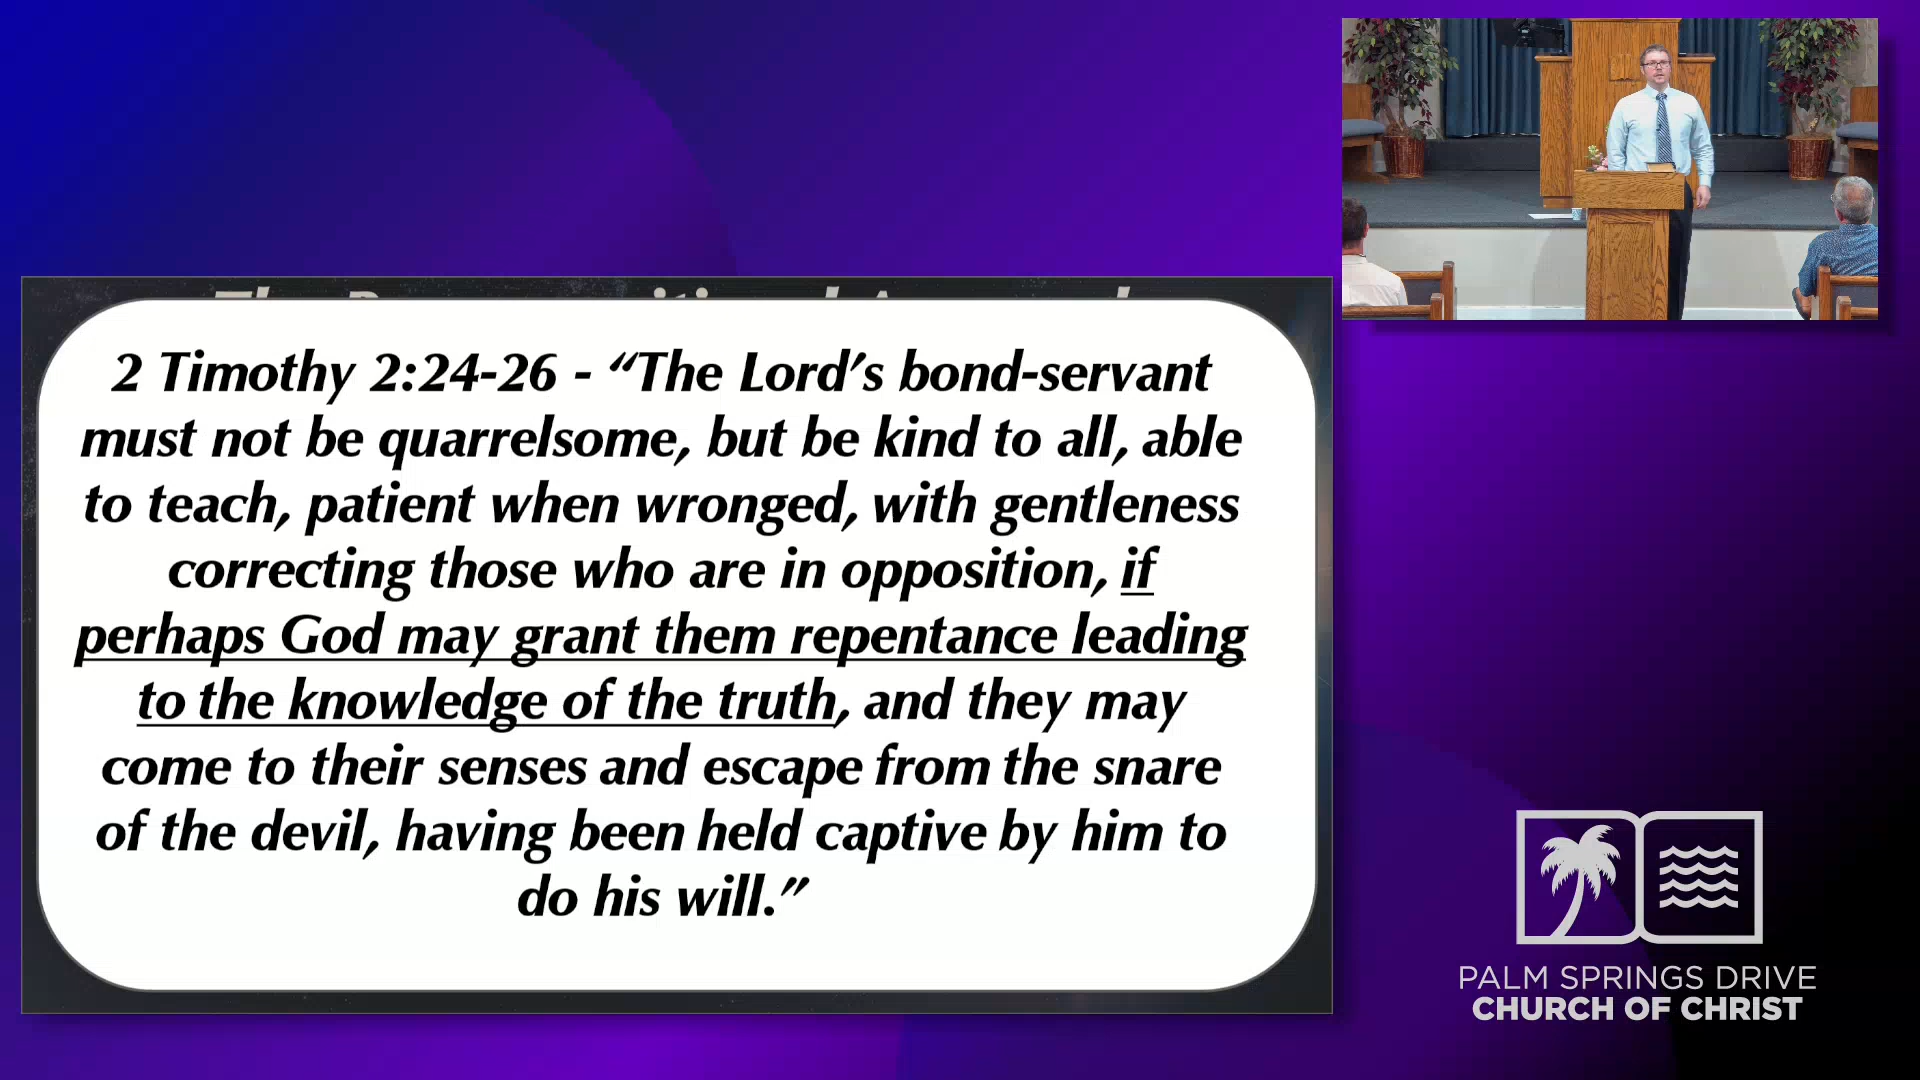 2 Timothy 2:24-26 - “The Lord’s bond-servant
must not be quarrelsome, but be kind to all, able
to teach, patient when wronged, with gentleness
correcting those who are in opposition, if
perhaps God may grant them repentance leading
to the knowledge of the truth, and they may
come to their senses and escape from the snare
of the devil, having been held captive by him to
do his will.”
PALM SPRINGS DRIVE
CHURCH OF CHRIST